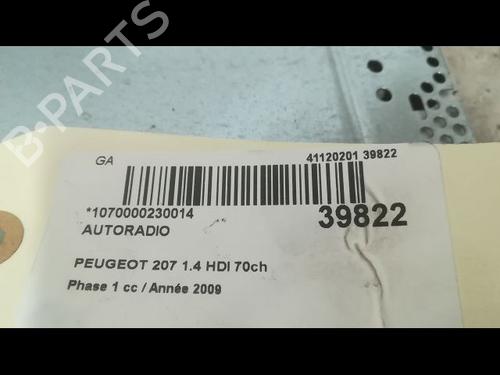 B-PARTS
GA
41120201 39822
*1070000230014
39822
AUTORADIO
PEUGEOT 207 1.4 HDI 70ch
Phase 1 cc / Année 2009